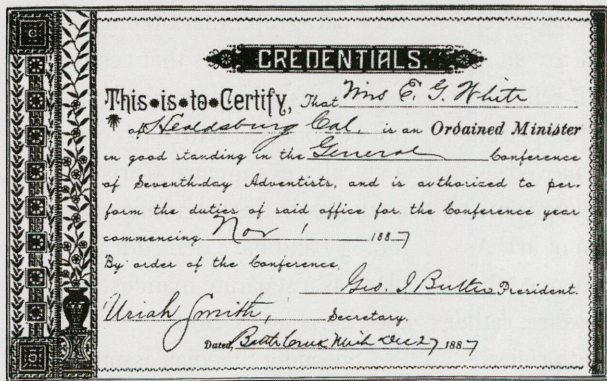 CREDENTIALS.
This is to Certify, That Mrs E. G. White
of Healdsburg Cal. is an Ordained Minister
in good standing in the General Conference
of Seventh-day Adventists, and is authorized to per-
form the duties of said office for the Conference year
commencing Nov 1 1887
By order of the Conference,
Geo. I Butler President.
Uriah Smith, Secretary.
Dated, Battle Creek, Mich Dec 27 1887